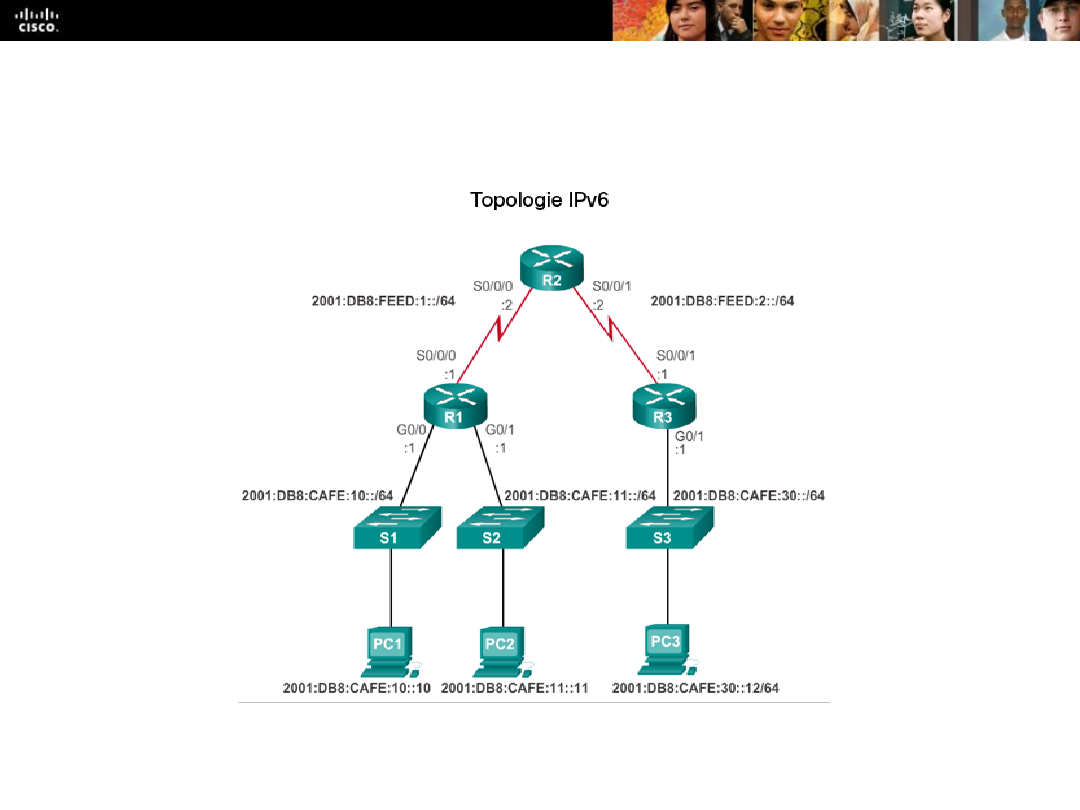 CISCO.
Topologie IPv6
R2
S0/0/0
S0/0/1
:2
:2
2001:DB8:FEED:1::/64
2001:DB8:FEED:2::/64
S0/0/0
S0/0/1
:1
:1
R1
R3
G0/0
G0/1
G0/1
:1
:1
:1
2001:DB8:CAFE:10::/64
2001:DB8:CAFE:11::/64
2001:DB8:CAFE:30::/64
S1
S2
S3
PC1
PC2
PC3
2001:DB8:CAFE:10::10
2001:DB8:CAFE:11::11
2001:DB8:CAFE:30::12/64